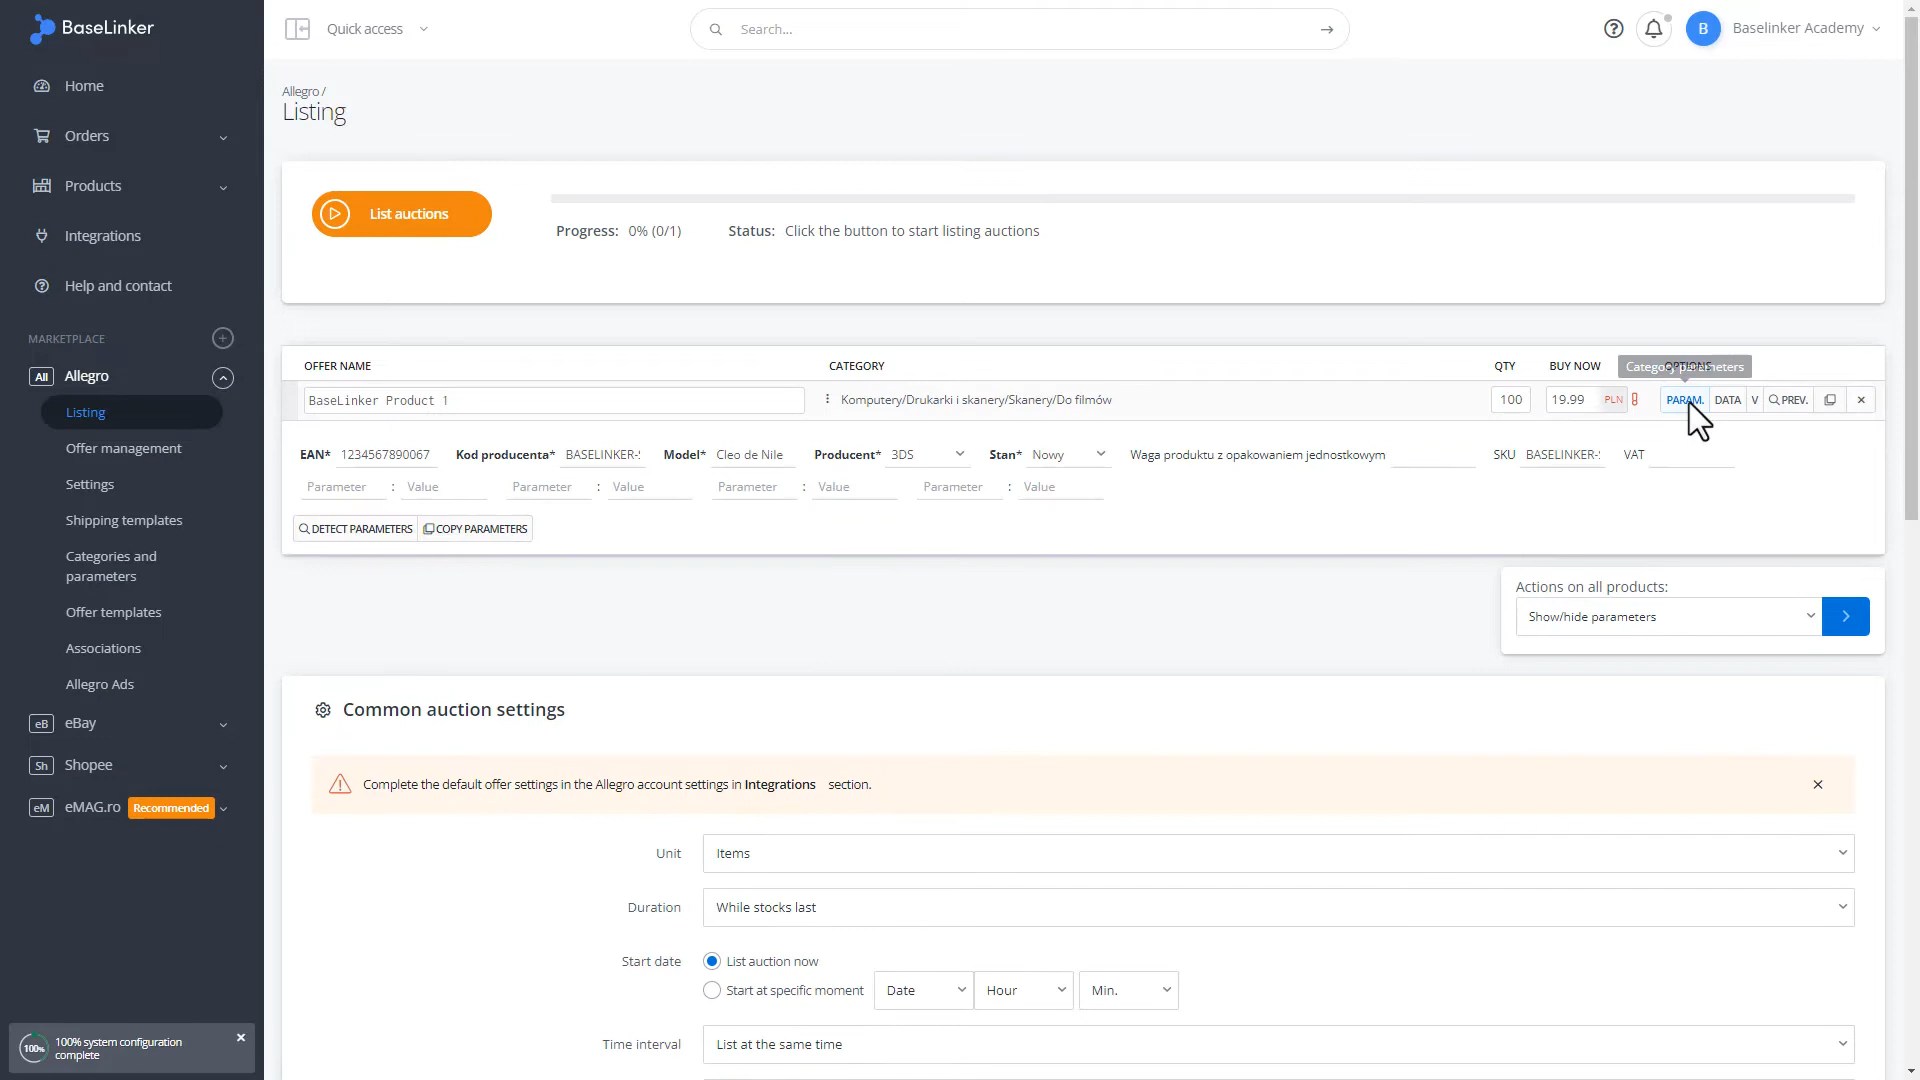 BaseLinker
Quick access
Search...
B
Baselinker Academy
Home
Orders
Products
Integrations
Help and contact
MARKETPLACE
All Allegro
Listing
Offer management
Settings
Shipping templates
Categories and
parameters
Offer templates
Associations
Allegro Ads
eB eBay
Sh Shopee
eM eMAG.ro Recommended
100% 100% system configuration
complete
Allegro /
Listing
List auctions
Progress: 0% (0/1) Status: Click the button to start listing auctions
OFFER NAME CATEGORY QTY BUY NOW OPTIONS
Category parameters
BaseLinker Product 1 Komputery/Drukarki i skanery/Skanery/Do filmów 100 19.99 PLN PARAM. DATA V PREV.
EAN* 1234567890067 Kod producenta* BASELINKER-S Model* Cleo de Nile Producent* 3DS Stan* Nowy Waga produktu z opakowaniem jednostkowym SKU BASELINKER-S VAT
Parameter : Value Parameter : Value Parameter : Value Parameter : Value
DETECT PARAMETERS COPY PARAMETERS
Actions on all products:
Show/hide parameters
Common auction settings
Complete the default offer settings in the Allegro account settings in Integrations section.
Unit Items
Duration While stocks last
Start date List auction now
Start at specific moment Date Hour Min.
Time interval List at the same time